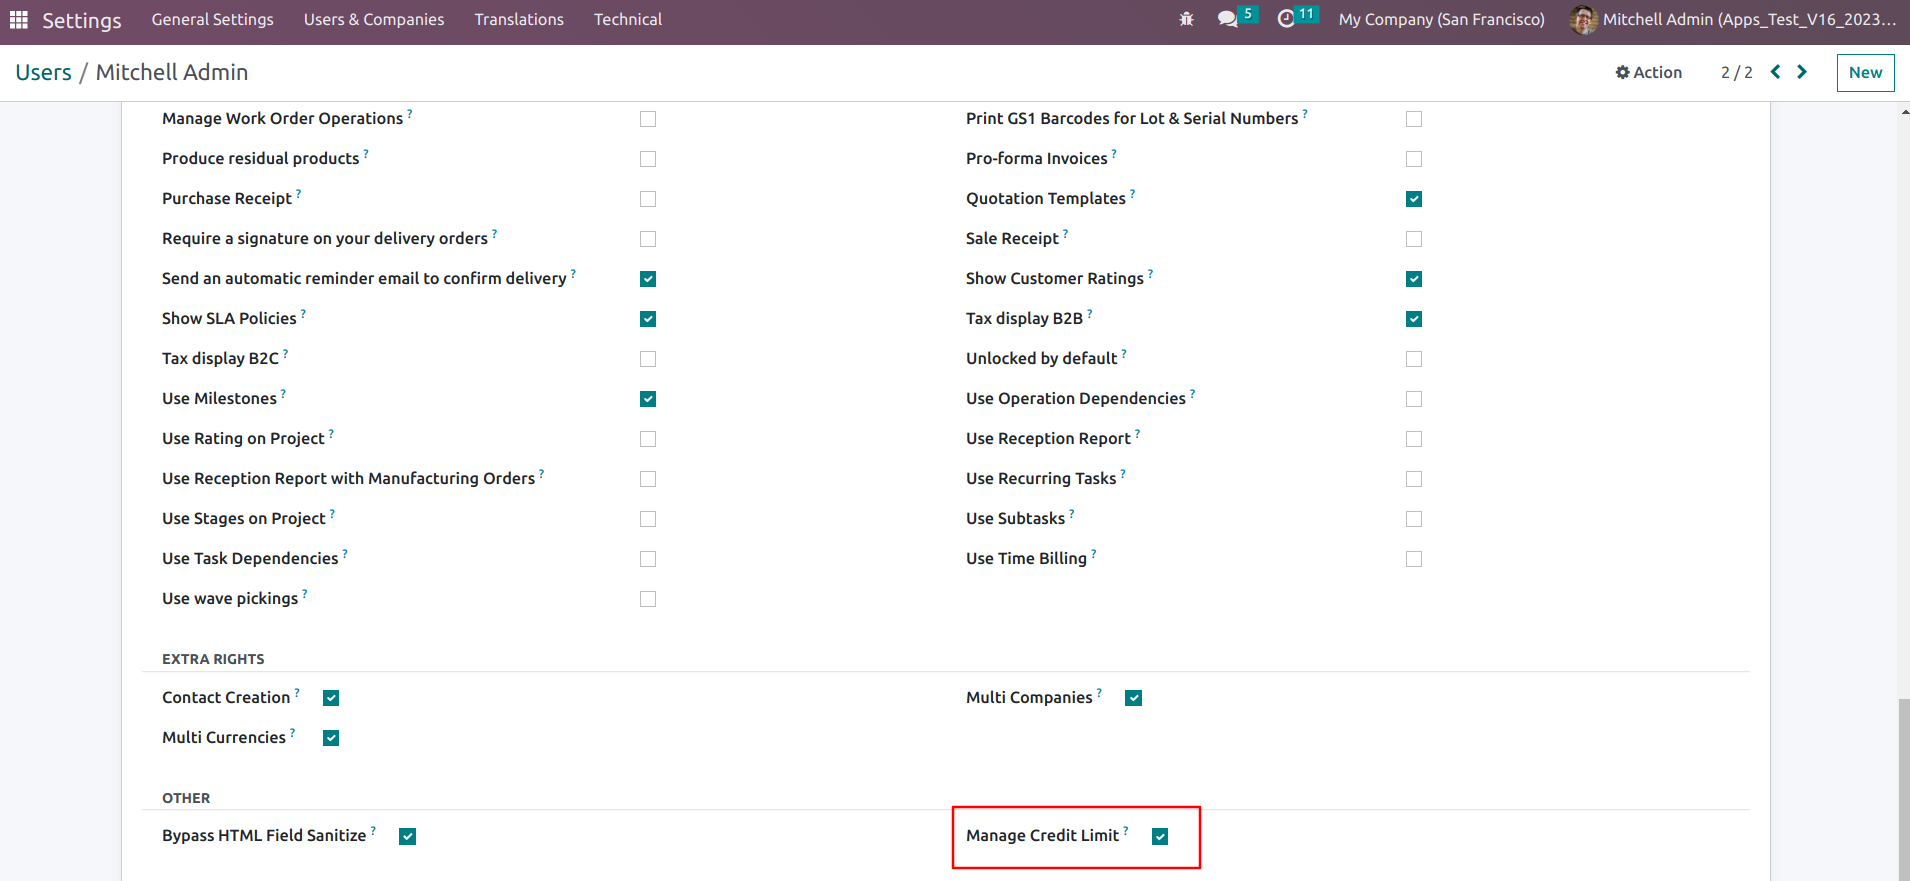 Settings General Settings Users & Companies Translations Technical 5 11 My Company (San Francisco) Mitchell Admin (Apps_Test_V16_2023...
Users / Mitchell Admin Action 2 / 2 New
Manage Work Order Operations ? Print GS1 Barcodes for Lot & Serial Numbers ?
Produce residual products ? Pro-forma Invoices ?
Purchase Receipt ? Quotation Templates ?
Require a signature on your delivery orders ? Sale Receipt ?
Send an automatic reminder email to confirm delivery ? Show Customer Ratings ?
Show SLA Policies ? Tax display B2B ?
Tax display B2C ? Unlocked by default ?
Use Milestones ? Use Operation Dependencies ?
Use Rating on Project ? Use Reception Report ?
Use Reception Report with Manufacturing Orders ? Use Recurring Tasks ?
Use Stages on Project ? Use Subtasks ?
Use Task Dependencies ? Use Time Billing ?
Use wave pickings ?
EXTRA RIGHTS
Contact Creation ? Multi Companies ?
Multi Currencies ?
OTHER
Bypass HTML Field Sanitize ? Manage Credit Limit ?